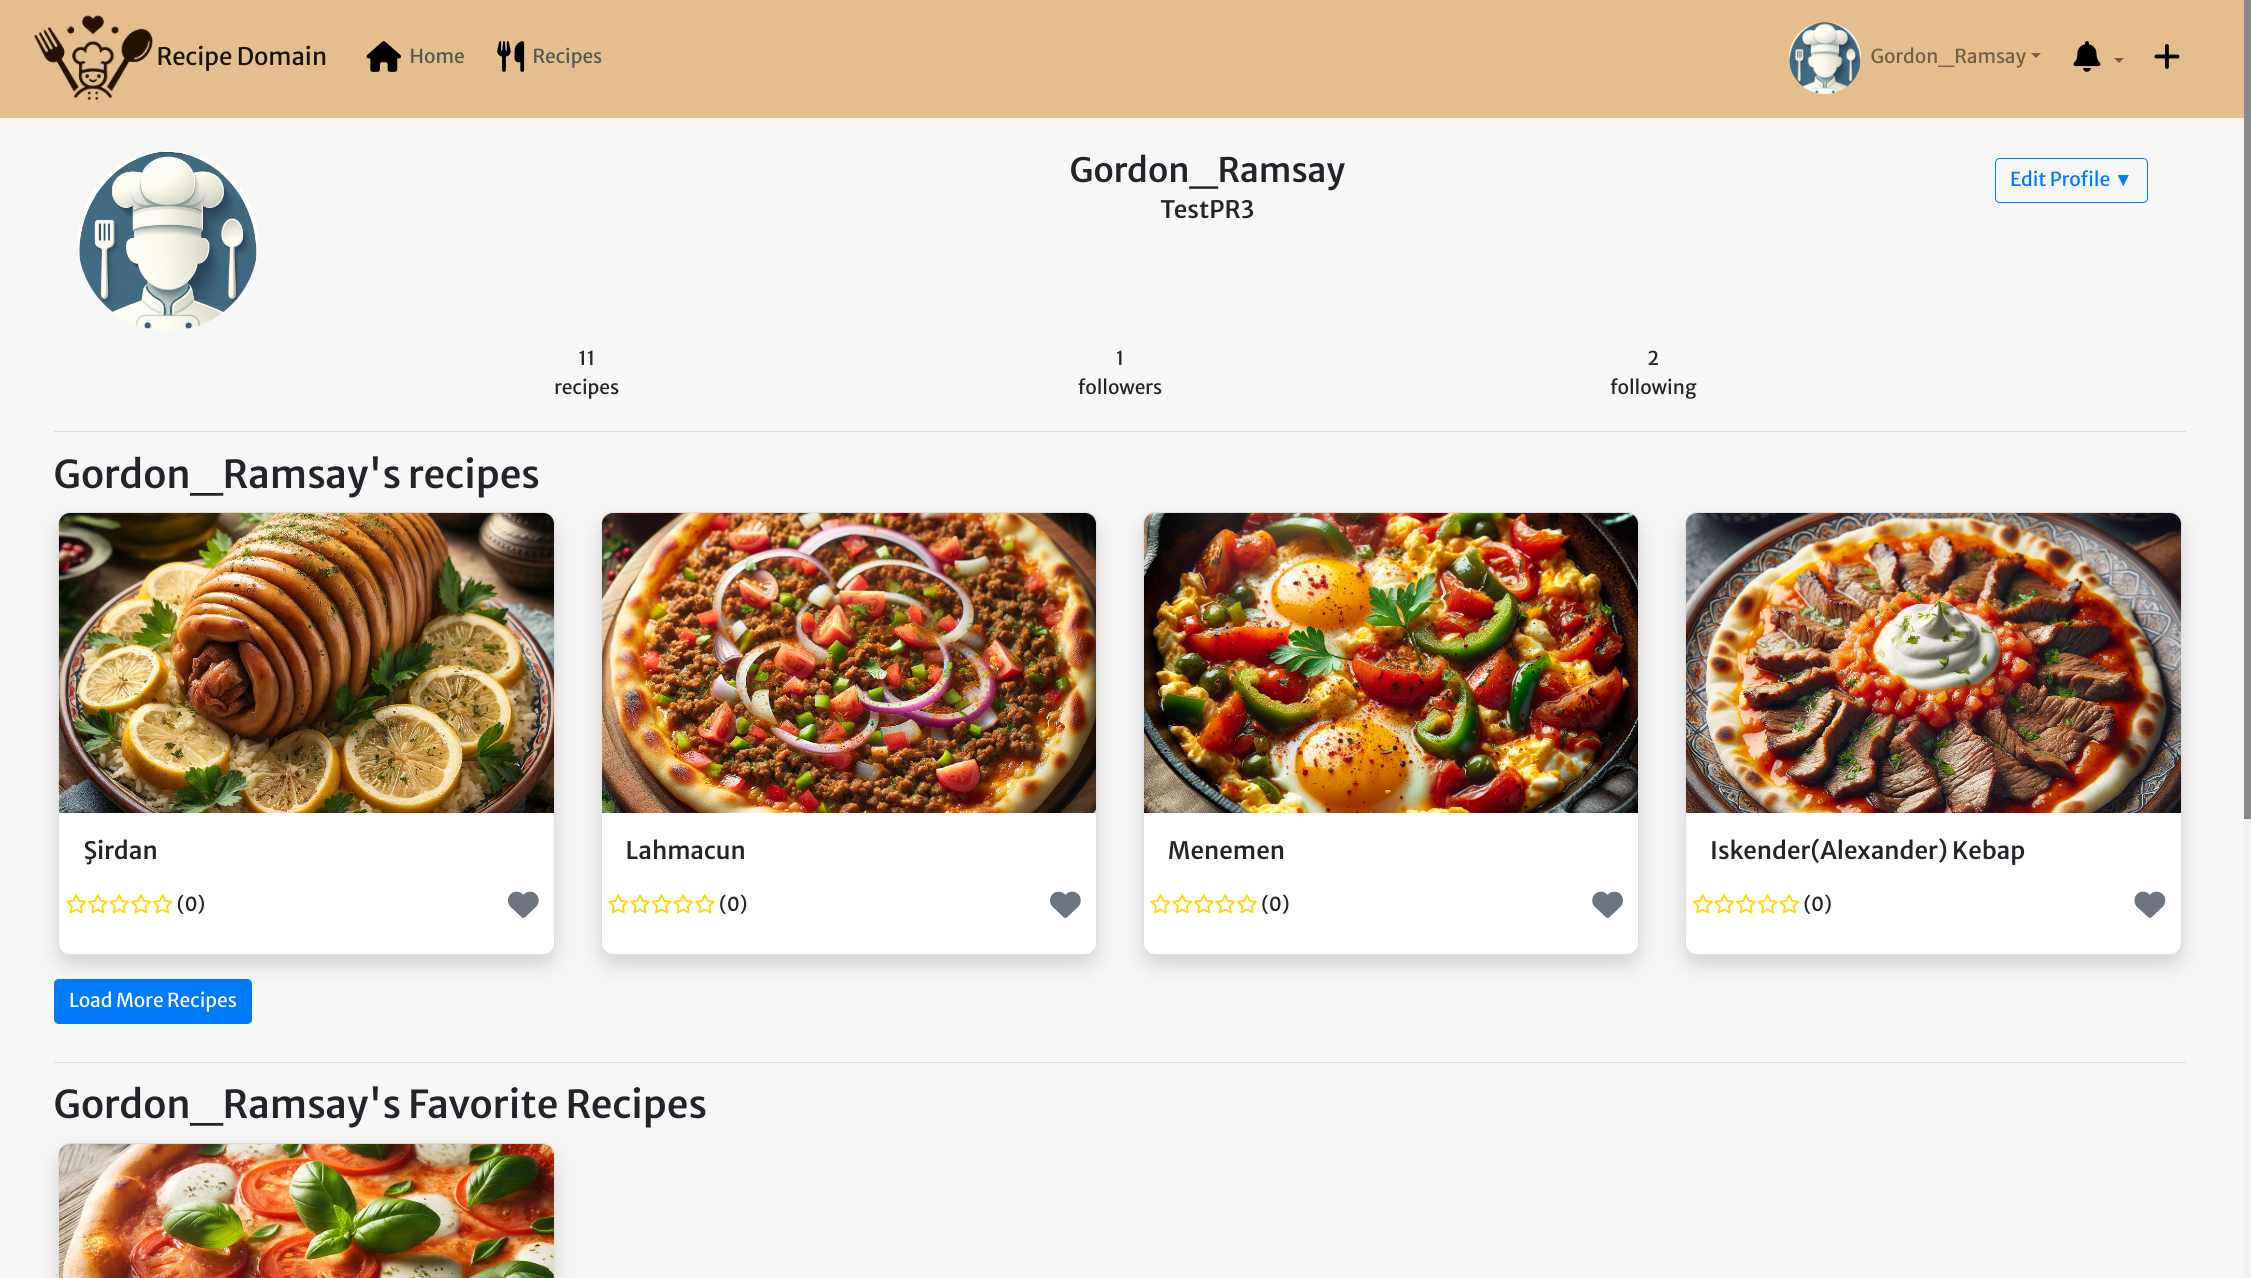 Recipe Domain
Home
Recipes
Gordon_Ramsay
Gordon_Ramsay
TestPR3
Edit Profile ▼
11
recipes
1
followers
2
following
Gordon_Ramsay's recipes
Şirdan
(0)
Lahmacun
(0)
Menemen
(0)
Iskender(Alexander) Kebap
(0)
Load More Recipes
Gordon_Ramsay's Favorite Recipes